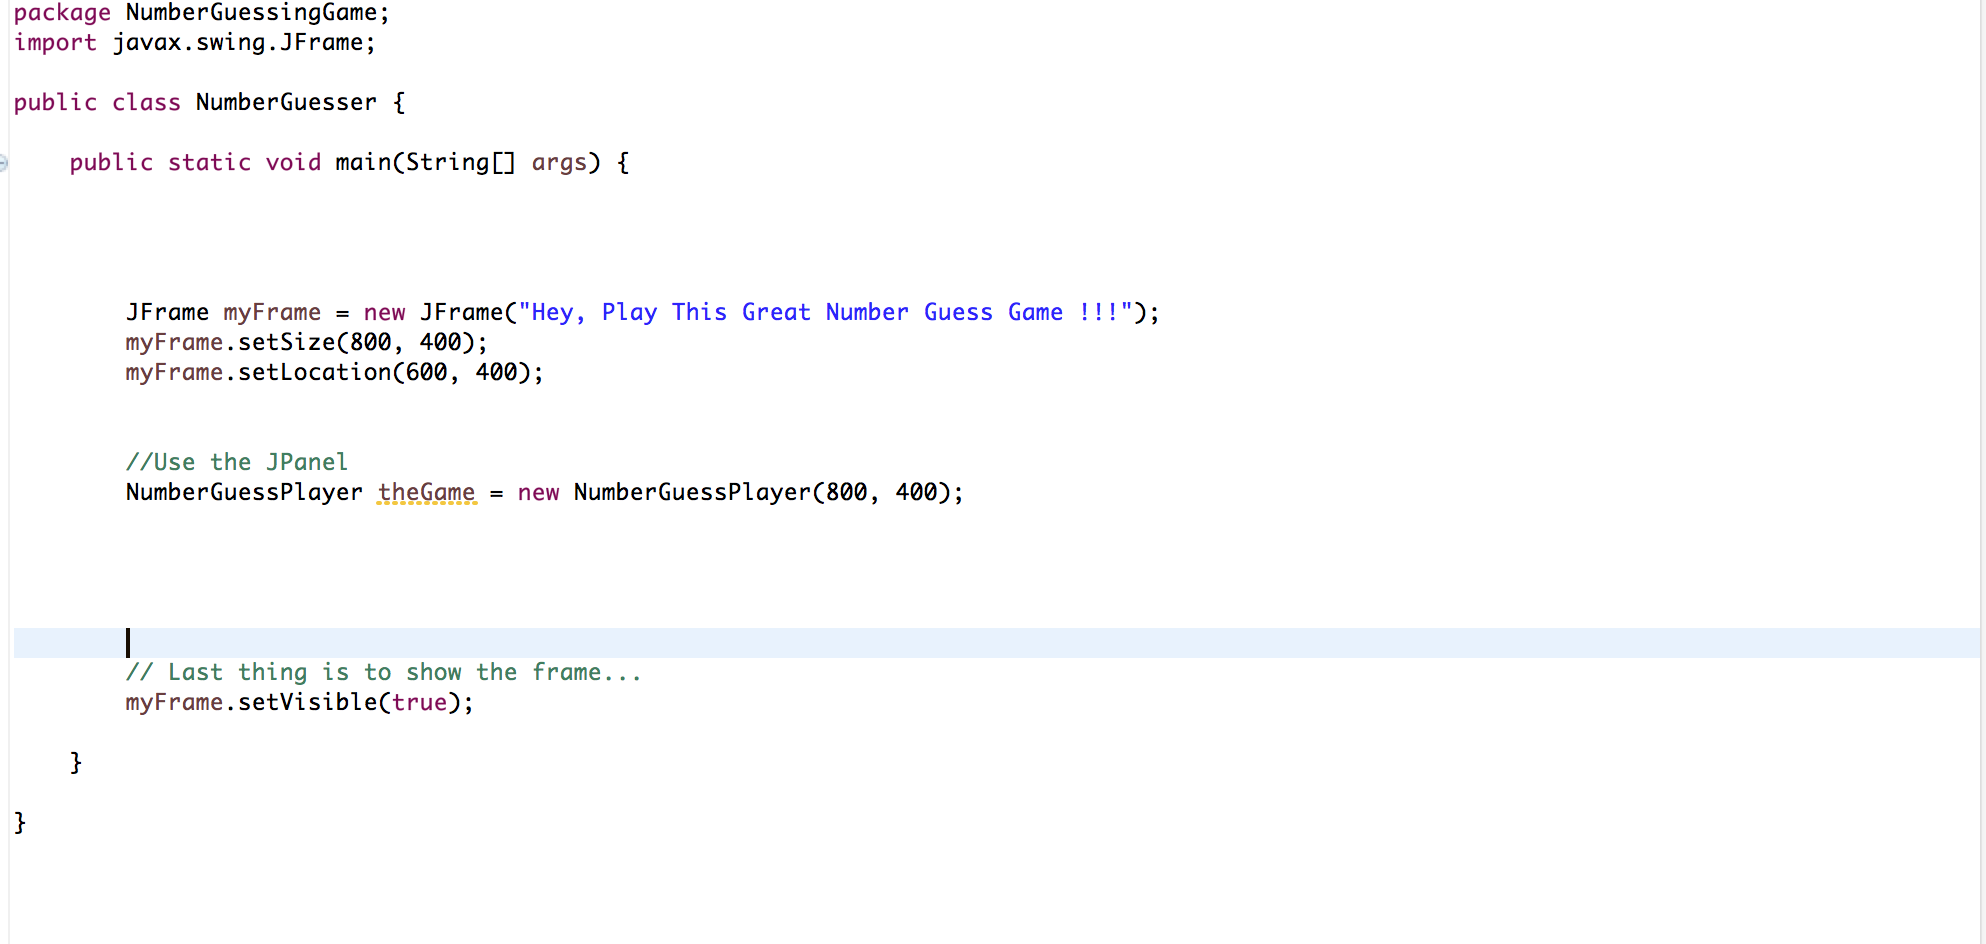 package NumberGuessingGame;
import javax.swing.JFrame;
public class NumberGuesser {
public static void main(String[] args) {
JFrame myFrame = new JFrame("Hey, Play This Great Number Guess Game !!!");
myFrame.setSize(800, 400);
myFrame.setLocation(600, 400);
//Use the JPanel
NumberGuessPlayer theGame = new NumberGuessPlayer(800, 400);
// Last thing is to show the frame...
myFrame.setVisible(true);
}
}